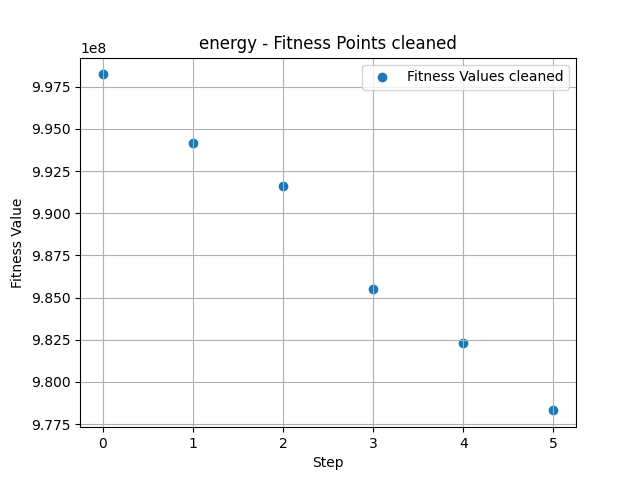 energy - Fitness Points cleaned
1e8
Fitness Values cleaned
9.975
9.950
9.925
9.900
9.875
9.850
9.825
9.800
9.775
Fitness Value
0 1 2 3 4 5
Step